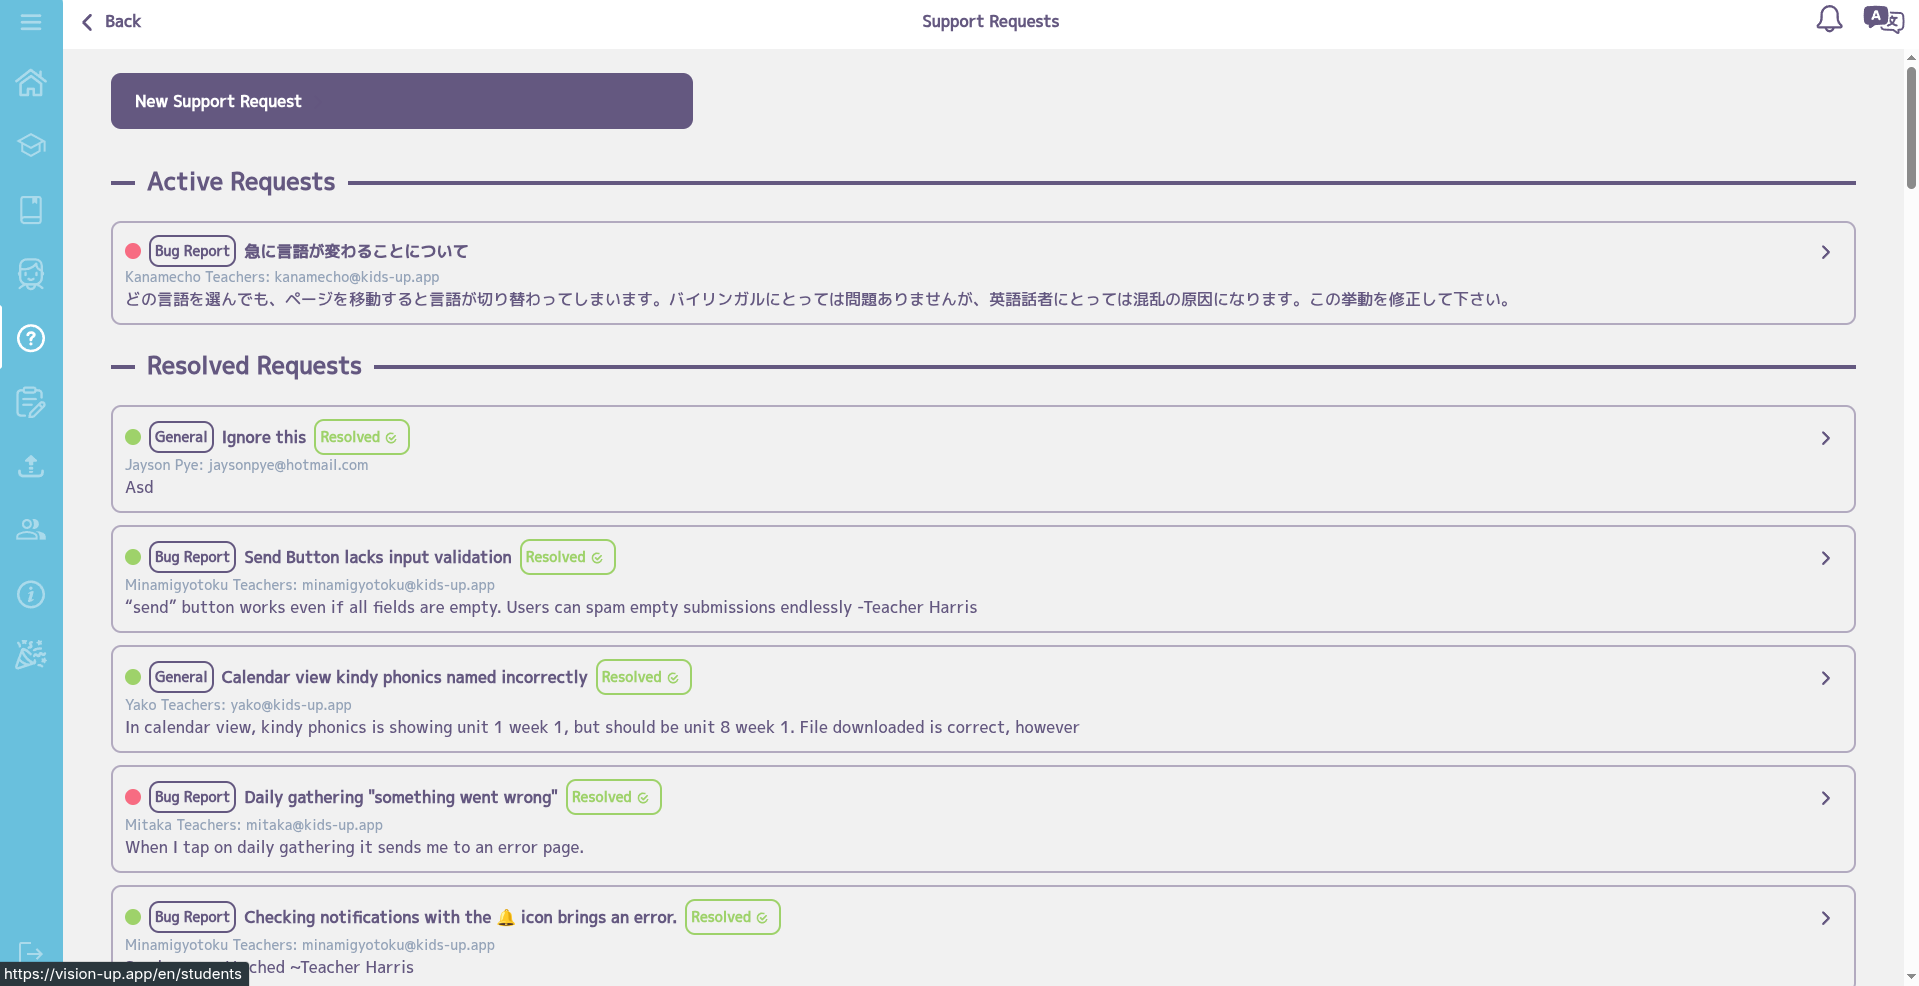 Back
Support Requests
New Support Request
Active Requests
Bug Report 急に言語が変わることについて
Kanamecho Teachers: kanamecho@kids-up.app
どの言語を選んでも、ページを移動すると言語が切り替わってしまいます。バイリンガルにとっては問題ありませんが、英語話者にとっては混乱の原因になります。この挙動を修正して下さい。
Resolved Requests
General Ignore this Resolved
Jayson Pye: jaysonpye@hotmail.com
Asd
Bug Report Send Button lacks input validation Resolved
Minamigyotoku Teachers: minamigyotoku@kids-up.app
“send” button works even if all fields are empty. Users can spam empty submissions endlessly -Teacher Harris
General Calendar view kindy phonics named incorrectly Resolved
Yako Teachers: yako@kids-up.app
In calendar view, kindy phonics is showing unit 1 week 1, but should be unit 8 week 1. File downloaded is correct, however
Bug Report Daily gathering "something went wrong" Resolved
Mitaka Teachers: mitaka@kids-up.app
When I tap on daily gathering it sends me to an error page.
Bug Report Checking notifications with the 🔔 icon brings an error. Resolved
Minamigyotoku Teachers: minamigyotoku@kids-up.app
~Teacher Harris
https://vision-up.app/en/students